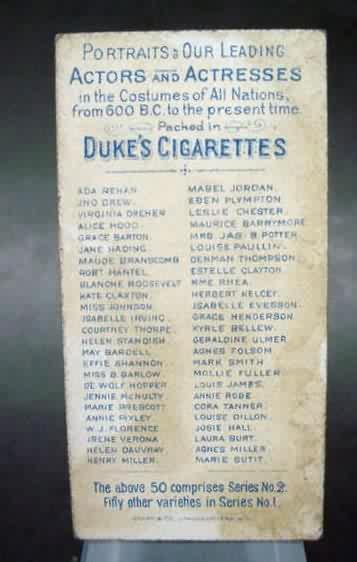 PORTRAITS OF OUR LEADING
ACTORS AND ACTRESSES
in the Costumes of All Nations,
from 600 B.C. to the present time.
Packed in
DUKE'S CIGARETTES
ADA REHAN.
JNO DREW.
VIRGINIA DREHER
ALICE HOOD.
GRACE BARTON.
JANE HADING.
MAUDE BRANSCOMB
ROBT MANTEL.
BLANCHE ROOSEVELT
KATE CLAXTON.
MISS JOHNSON.
ISABELLE IRVING.
COURTNEY THORPE.
HELEN STANDISH
MAY BARDELL
EFFIE SHANNON.
MISS B. BARLOW.
DE WOLF HOPPER
JENNIE McNULTY
MARIE PRESCOTT
ANNIE PIXLEY.
W.J. FLORENCE
IRENE VERONA
HELEN DAUVRAY
HENRY MILLER.
MABEL JORDAN.
EBEN PLYMPTON.
LESLIE CHESTER.
MAURICE BARRYMORE
MRS JAS. B. POTTER
LOUISE PAULLIN.
DENMAN THOMPSON.
ESTELLE CLAYTON
MME RHEA.
HERBERT KELCEY.
ISABELLE EVESSON.
GRACE HENDERSON.
KYRLE BELLEW.
GERALDINE ULMER
AGNES FOLSOM
MARK SMITH
MOLLIE FULLER
LOUIS JAMES.
ANNIE ROBE.
CORA TANNER.
LOUISE DILLON.
JOSIE HALL.
LAURA BURT.
AGNES MILLER
MARIE SUTIT.
The above 50 comprises Series No. 2.
Fifty other varieties in Series No. 1.